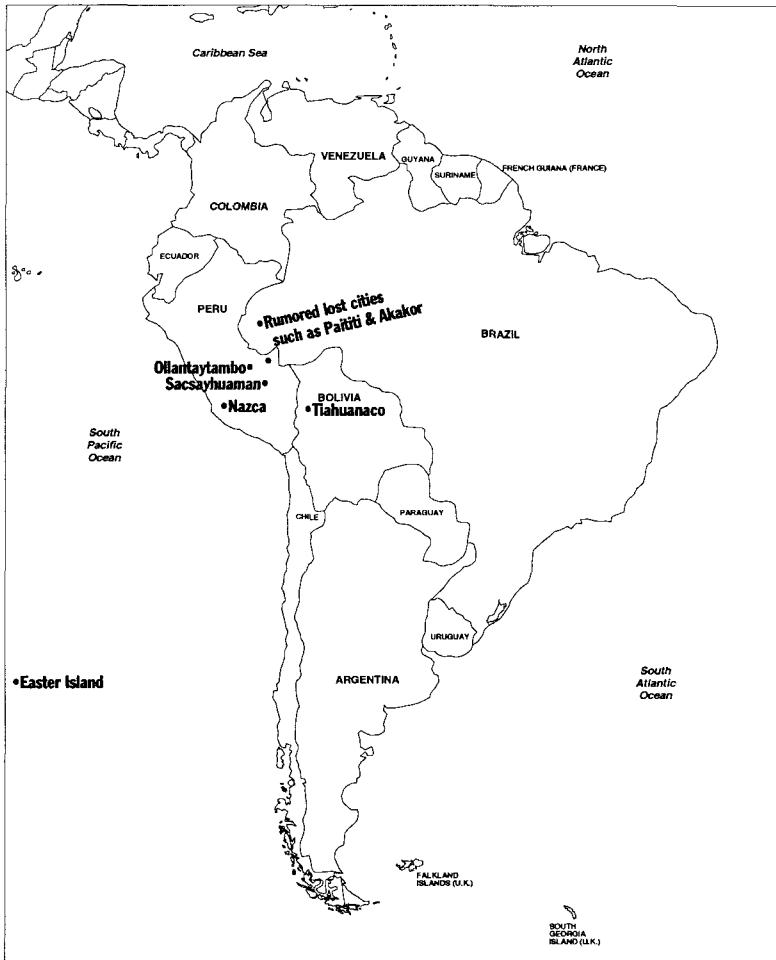 Caribbean Sea
North
Atlantic
Ocean
VENEZUELA
GUYANA
SURINAME
FRENCH GUIANA (FRANCE)
COLOMBIA
ECUADOR
PERU
•Rumored lost cities
such as Paititi & Akakor
BRAZIL
Ollantaytambo•
Sacsayhuaman•
•Nazca
BOLIVIA
•Tiahuanaco
South
Pacific
Ocean
CHILE
PARAGUAY
URUGUAY
ARGENTINA
•Easter Island
South
Atlantic
Ocean
FALKLAND
ISLANDS (U.K.)
SOUTH
GEORGIA
ISLAND (U.K.)